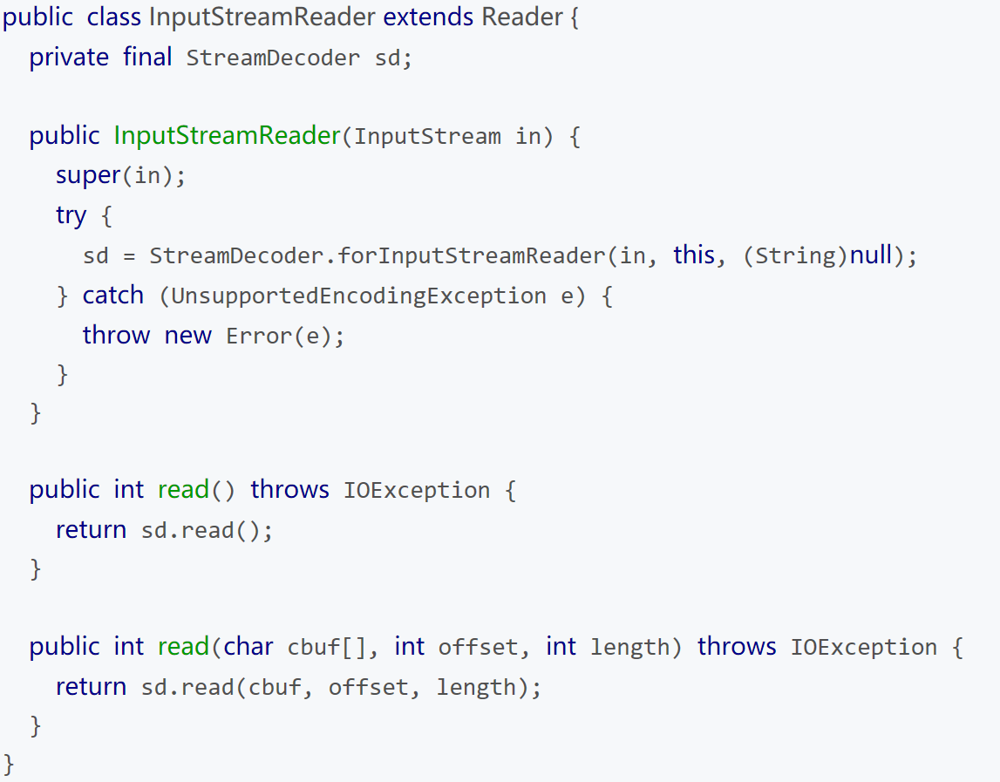 public class InputStreamReader extends Reader {
  private final StreamDecoder sd;

  public InputStreamReader(InputStream in) {
    super(in);
    try {
      sd = StreamDecoder.forInputStreamReader(in, this, (String)null);
    } catch (UnsupportedEncodingException e) {
      throw new Error(e);
    }
  }

  public int read() throws IOException {
    return sd.read();
  }

  public int read(char cbuf[], int offset, int length) throws IOException {
    return sd.read(cbuf, offset, length);
  }
}